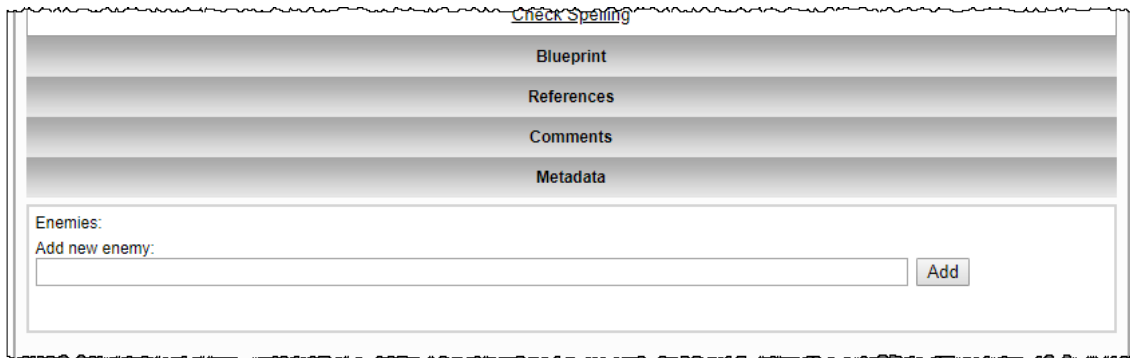 Check Spelling
Blueprint
References
Comments
Metadata
Enemies:
Add new enemy:
Add